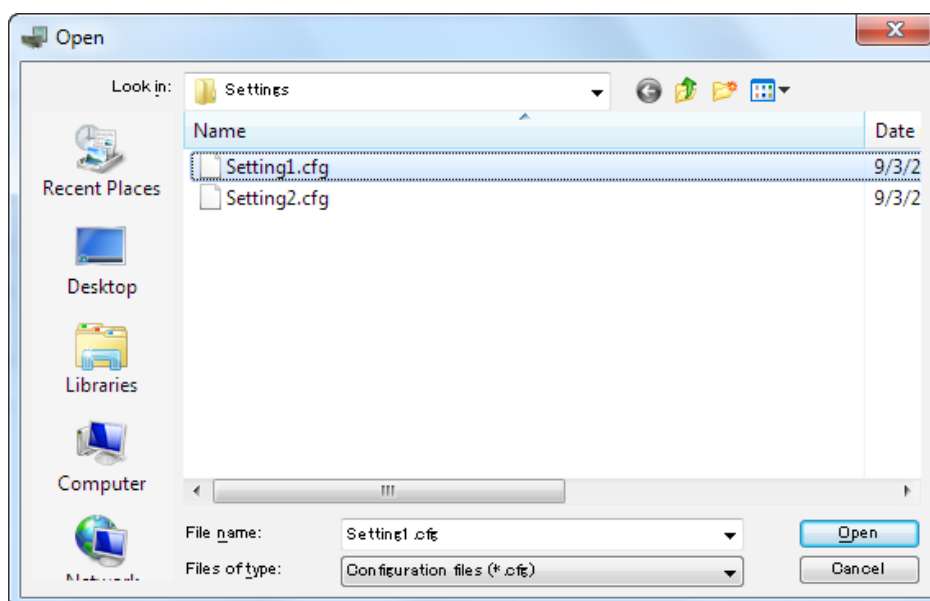 Open
Look in: Settings
Name Date
Setting1.cfg 9/3/2
Setting2.cfg 9/3/2
Recent Places
Desktop
Libraries
Computer
File name: Setting1.cfg Open
Files of type: Configuration files (*.cfg) Cancel